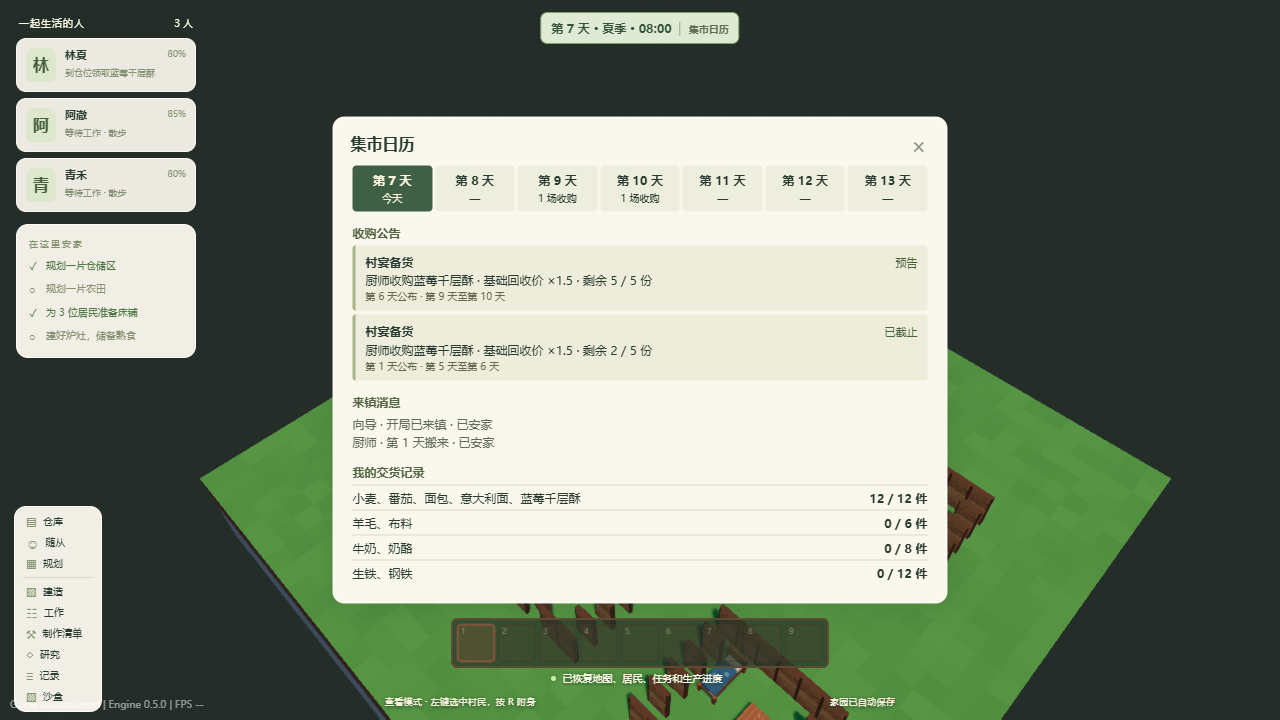 一起生活的人 3 人
林 林夏 80%
到仓位领取蓝莓千层酥
阿 阿澈 85%
等待工作 · 散步
青 青禾 80%
等待工作 · 散步
在这里安家
✓ 规划一片仓储区
○ 规划一片农田
✓ 为 3 位居民准备床铺
○ 建好炉灶，储备熟食
第 7 天 • 夏季 • 08:00 | 集市日历
集市日历 ×
第 7 天 第 8 天 第 9 天 第 10 天 第 11 天 第 12 天 第 13 天
今天 — 1 场收购 1 场收购 — — —
收购公告
村宴备货 预告
厨师收购蓝莓千层酥 · 基础回收价 ×1.5 · 剩余 5 / 5 份
第 6 天公布 · 第 9 天至第 10 天
村宴备货 已截止
厨师收购蓝莓千层酥 · 基础回收价 ×1.5 · 剩余 2 / 5 份
第 1 天公布 · 第 5 天至第 6 天
来镇消息
向导 · 开局已来镇 · 已安家
厨师 · 第 1 天搬来 · 已安家
我的交货记录
小麦、番茄、面包、意大利面、蓝莓千层酥 12 / 12 件
羊毛、布料 0 / 6 件
牛奶、奶酪 0 / 8 件
生铁、钢铁 0 / 12 件
仓库
随从
规划
建造
工作
制作清单
研究
记录
沙盒
1 2 3 4 5 6 7 8 9
已恢复地图、居民、任务和生产进度
查看模式 · 左键选中村民，按 R 附身
家园已自动保存
| Engine 0.5.0 | FPS --